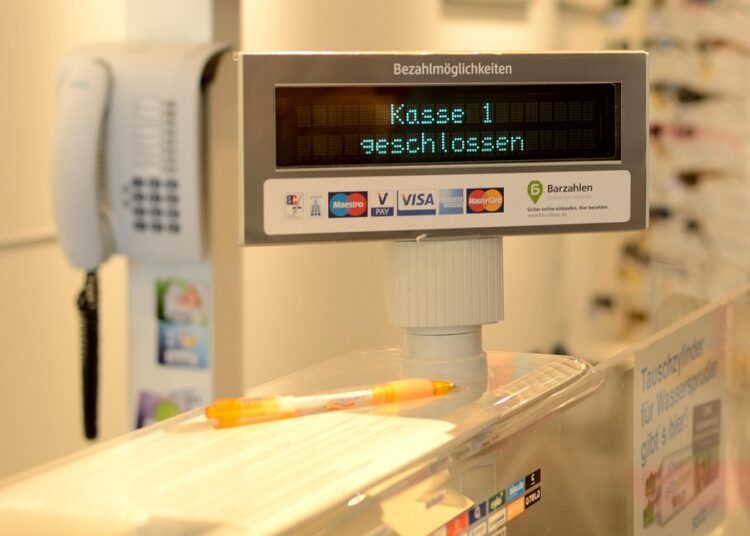 Bezahlmöglichkeiten
Kasse 1
geschlossen
EC
Maestro
V PAY
VISA
MasterCard
Barzahlen
Sicher online einkaufen. Hier bezahlen.
www.barzahlen.de
Tauschzylinder
für Wassersprudler
gibt's hier!